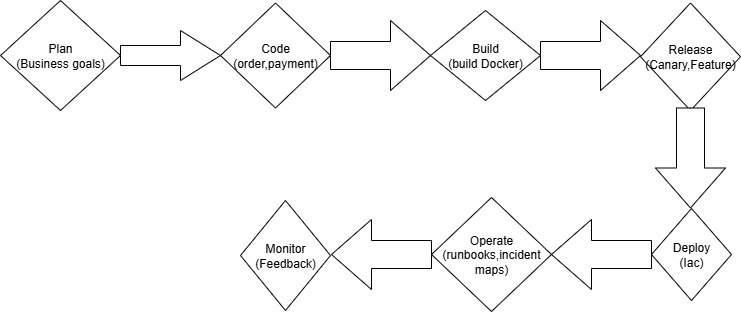 Plan
(Business goals)
Code
(order,payment)
Build
(build Docker)
Release
(Canary,Feature)
Deploy
(Iac)
Operate
(runbooks,incident
maps)
Monitor
(Feedback)